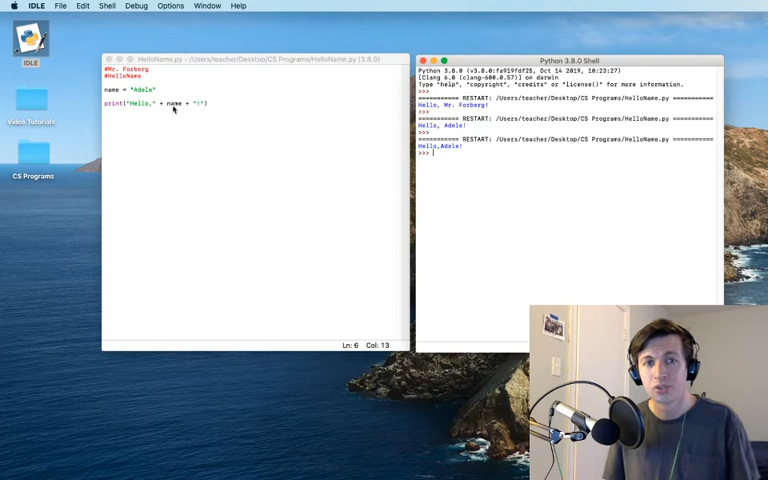 IDLE File Edit Shell Debug Options Window Help
IDLE
Video Tutorials
CS Programs
HelloName.py - /Users/teacher/Desktop/CS Programs/HelloName.py (3.8.0)
#Mr. Forberg
#HelloName
name = "Adele"
print("Hello," + name + "!")
Ln: 6 Col: 13
Python 3.8.0 Shell
Python 3.8.0 (v3.8.0:fa919fdf25, Oct 14 2019, 10:23:27)
[Clang 6.0 (clang-600.0.57)] on darwin
Type "help", "copyright", "credits" or "license()" for more information.
>>>
=========== RESTART: /Users/teacher/Desktop/CS Programs/HelloName.py ===========
Hello, Mr. Forberg!
>>>
=========== RESTART: /Users/teacher/Desktop/CS Programs/HelloName.py ===========
Hello, Adele!
>>>
=========== RESTART: /Users/teacher/Desktop/CS Programs/HelloName.py ===========
Hello,Adele!
>>>